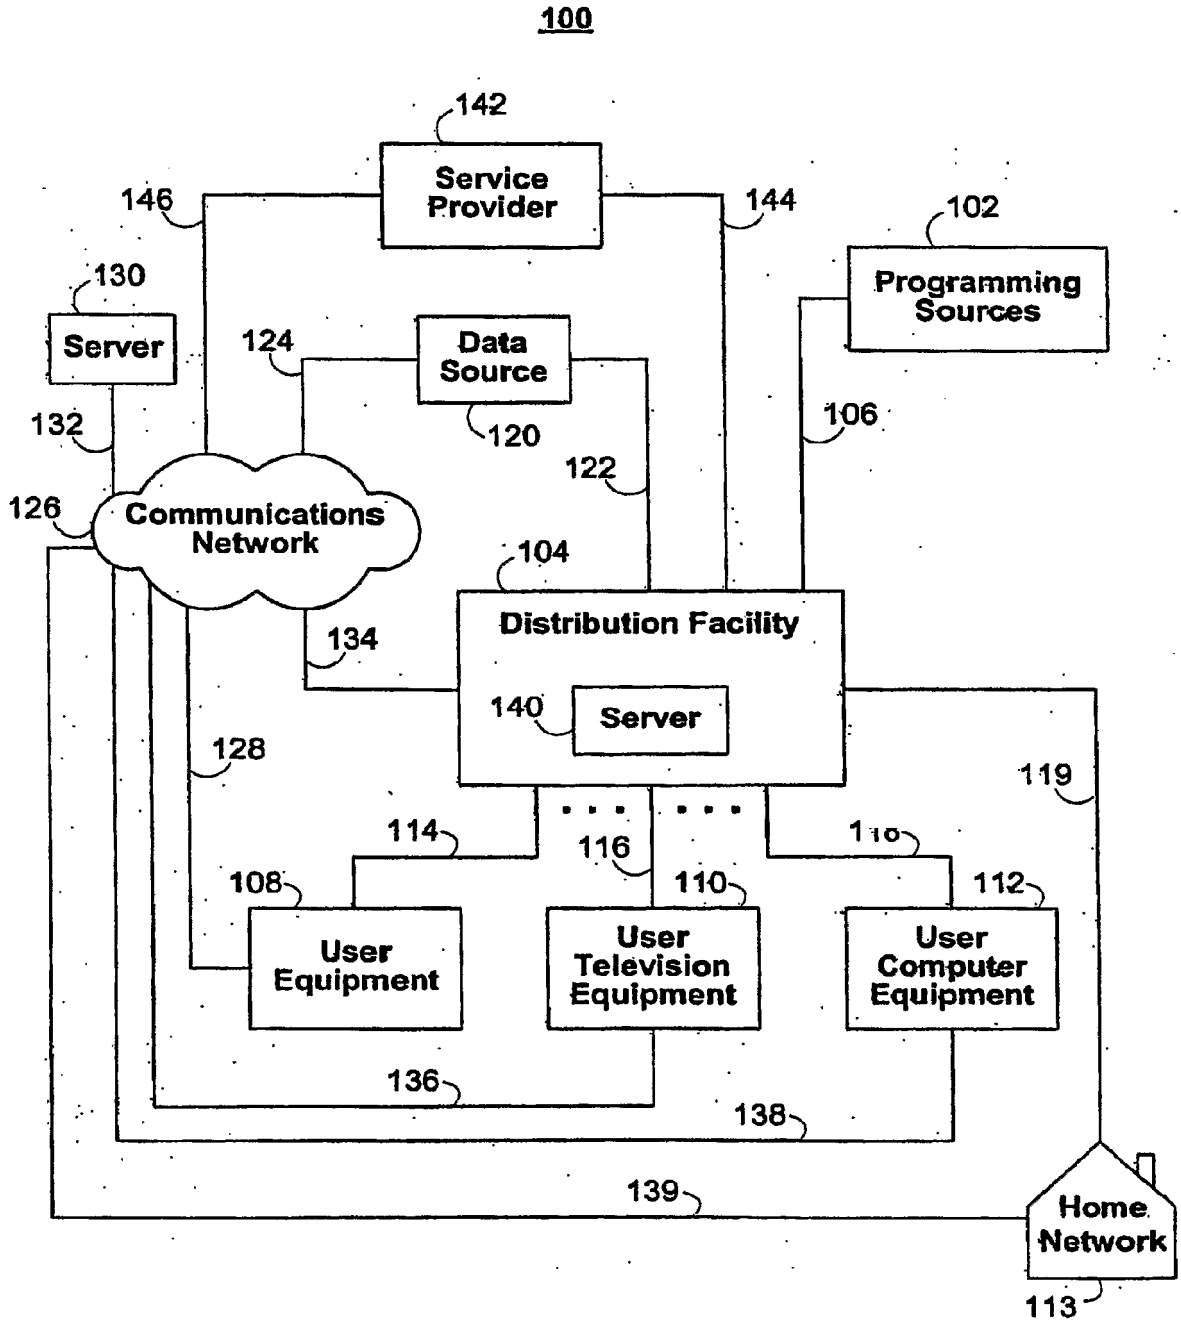 100
142
Service
Provider
146
144
102
Programming
Sources
130
Server
124
Data
Source
120
132
106
122
126
Communications
Network
104
Distribution Facility
134
140
Server
128
119
114
116
108
110
112
User
Equipment
User
Television
Equipment
User
Computer
Equipment
136
138
139
Home
Network
113